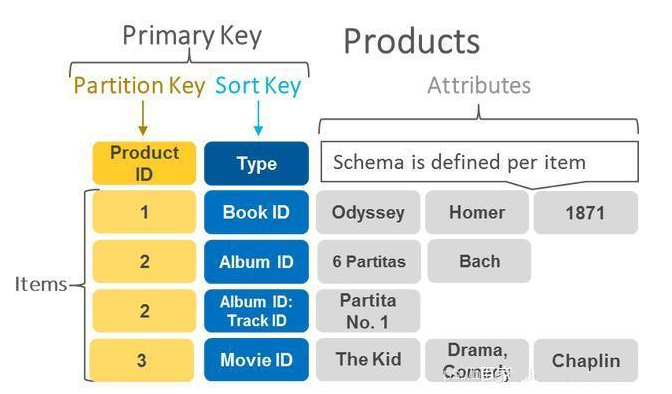 Primary Key
Products
Partition Key
Sort Key
Attributes
Product
ID
Type
Schema is defined per item
Items
1
Book ID
Odyssey
Homer
1871
2
Album ID
6 Partitas
Bach
2
Album ID:
Track ID
Partita
No. 1
3
Movie ID
The Kid
Drama,
Comedy
Chaplin